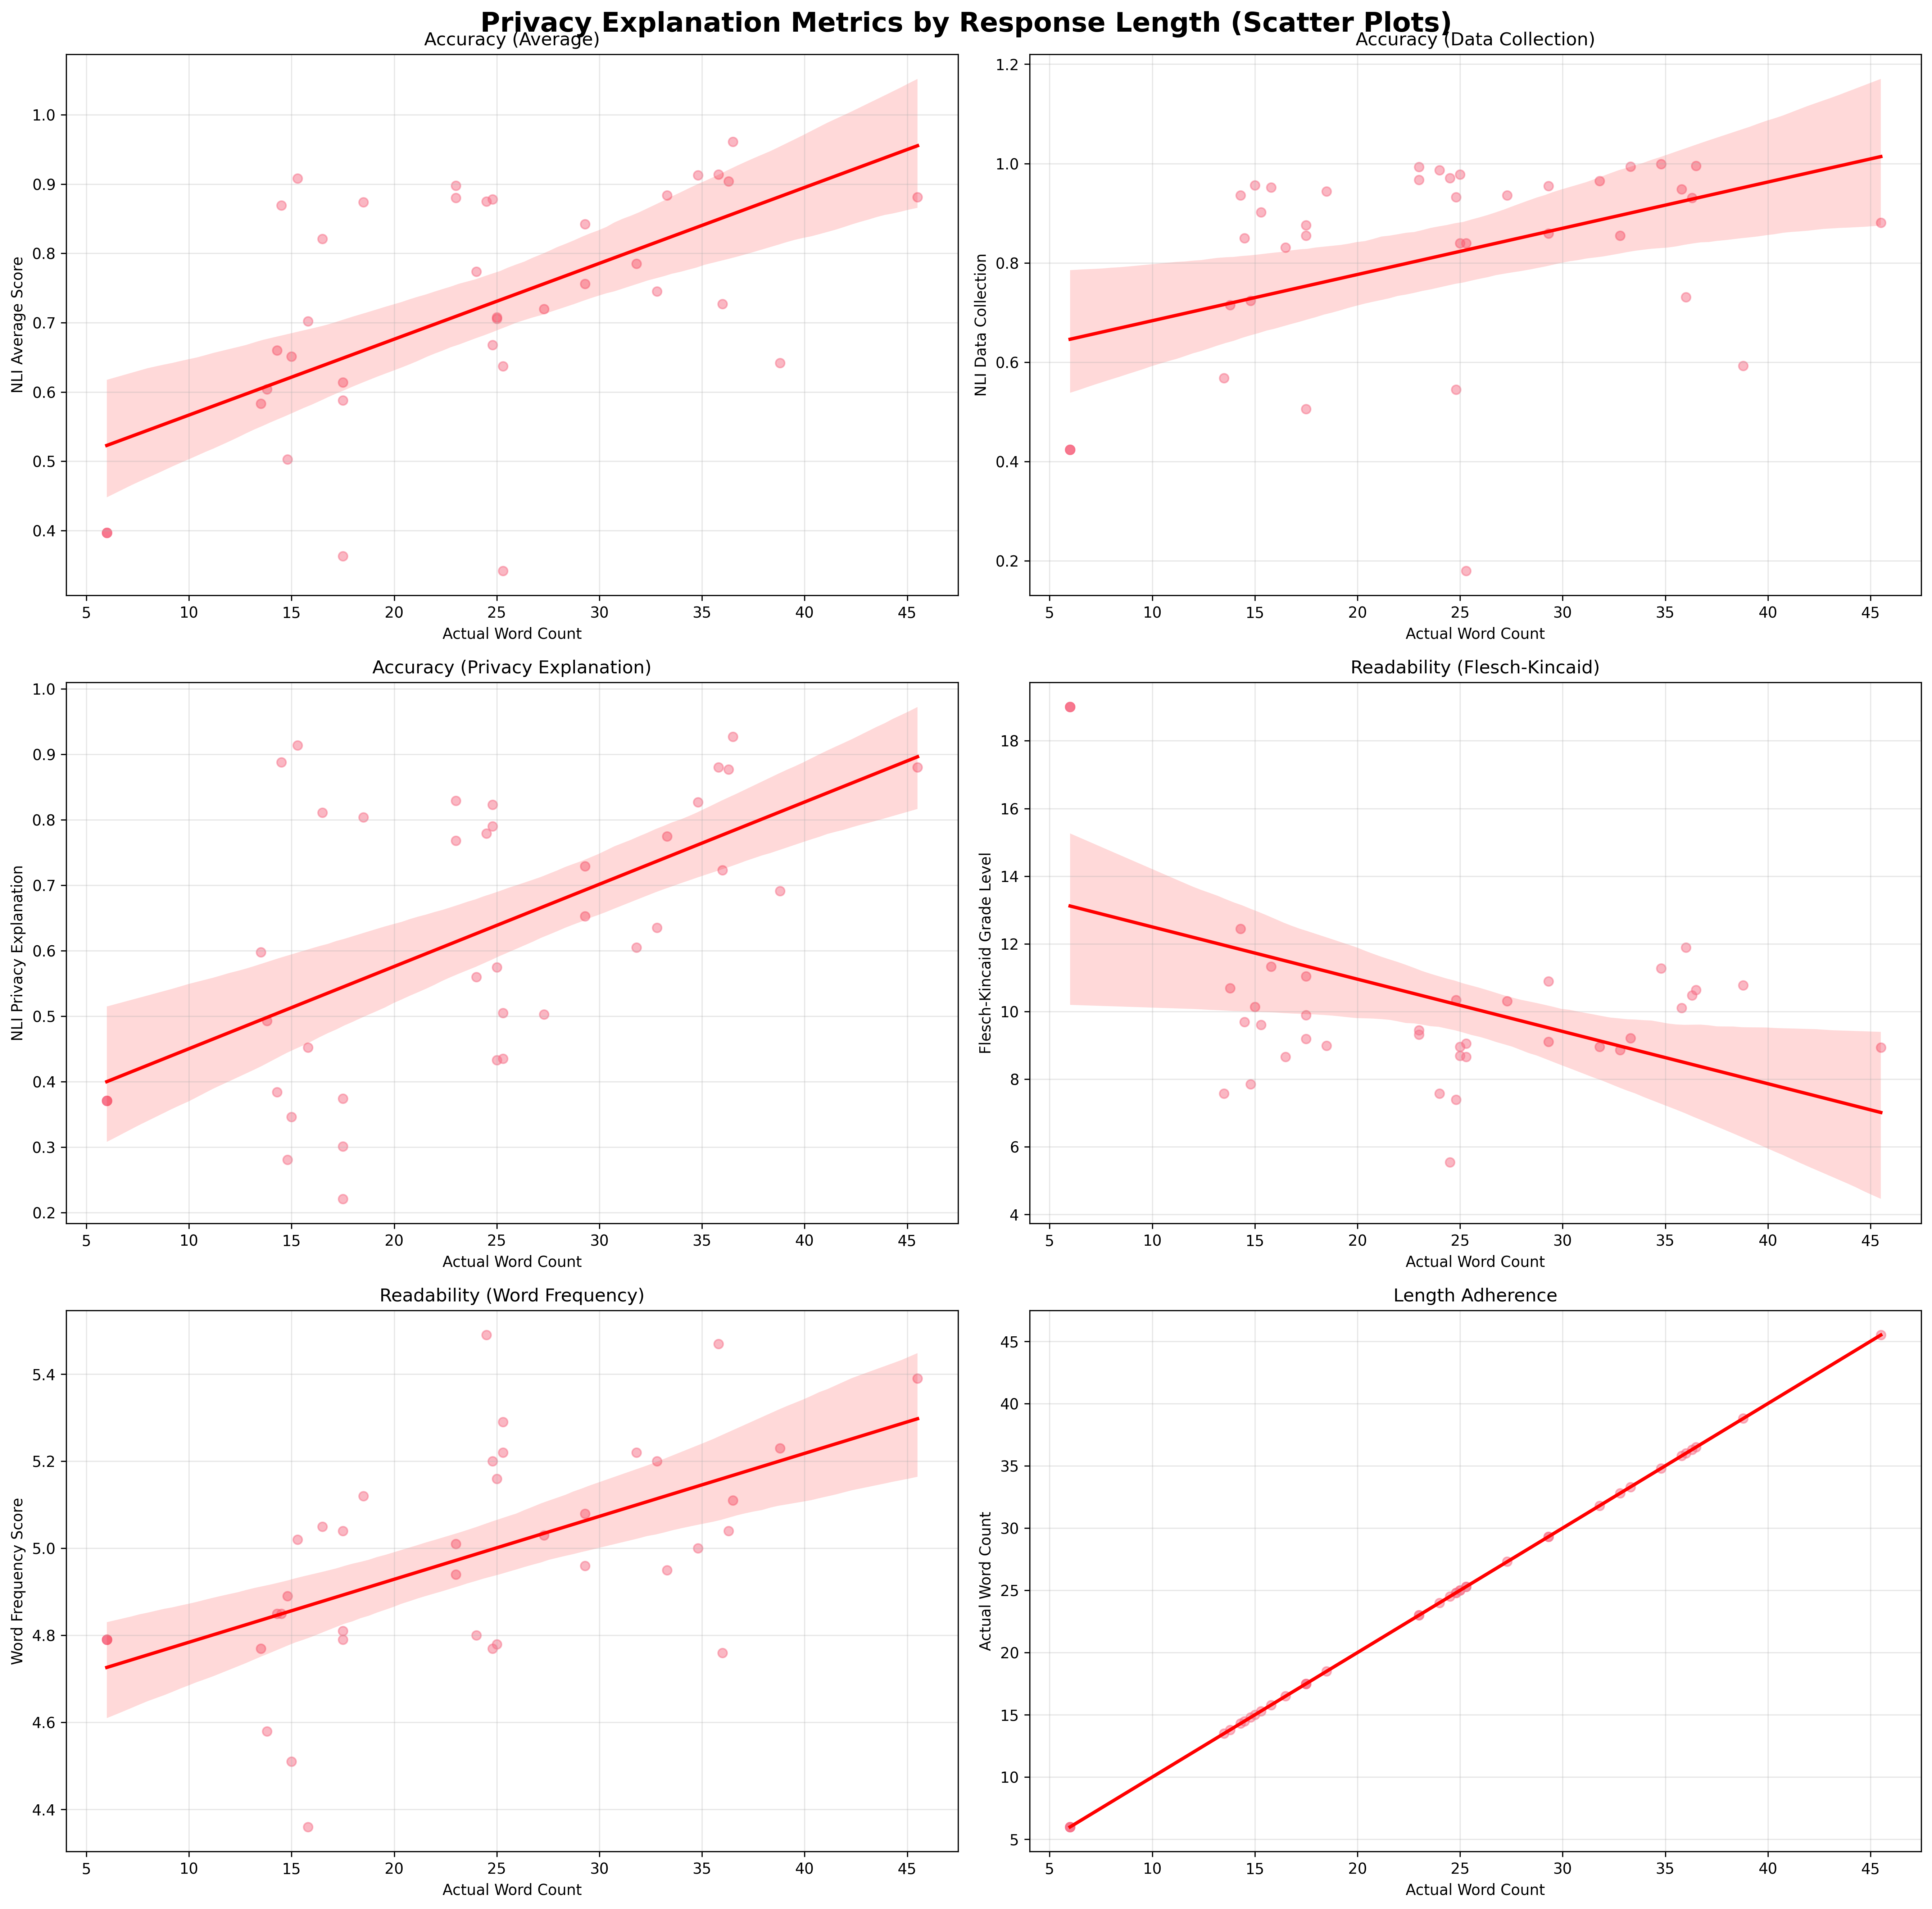 Privacy Explanation Metrics by Response Length (Scatter Plots)
Accuracy (Average)
NLI Average Score
1.0
0.9
0.8
0.7
0.6
0.5
0.4
5 10 15 20 25 30 35 40 45
Actual Word Count
Accuracy (Data Collection)
NLI Data Collection
1.2
1.0
0.8
0.6
0.4
0.2
5 10 15 20 25 30 35 40 45
Actual Word Count
Accuracy (Privacy Explanation)
NLI Privacy Explanation
1.0
0.9
0.8
0.7
0.6
0.5
0.4
0.3
0.2
5 10 15 20 25 30 35 40 45
Actual Word Count
Readability (Flesch-Kincaid)
Flesch-Kincaid Grade Level
18
16
14
12
10
8
6
4
5 10 15 20 25 30 35 40 45
Actual Word Count
Readability (Word Frequency)
Word Frequency Score
5.4
5.2
5.0
4.8
4.6
4.4
5 10 15 20 25 30 35 40 45
Actual Word Count
Length Adherence
Actual Word Count
45
40
35
30
25
20
15
10
5
5 10 15 20 25 30 35 40 45
Actual Word Count